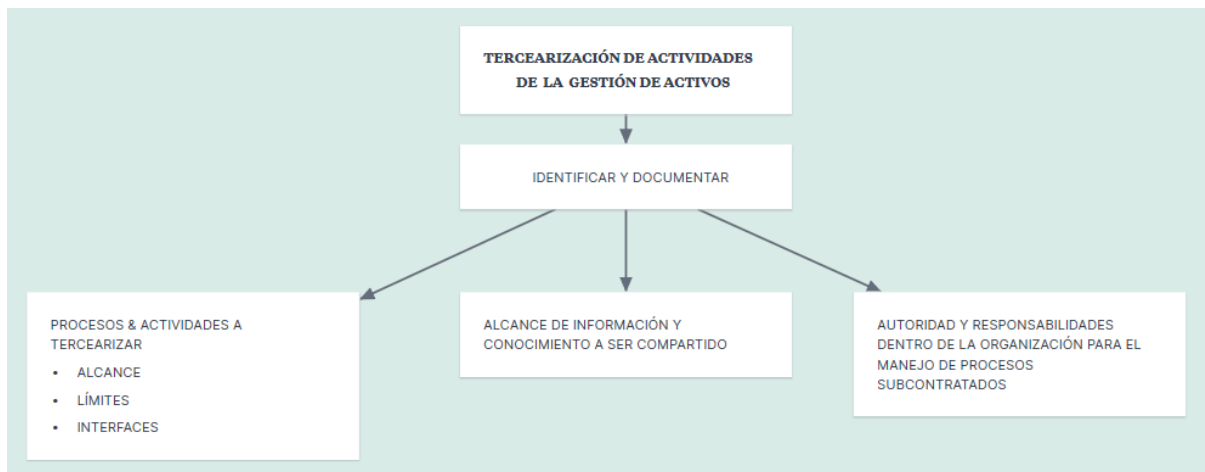 TERCEARIZACIÓN DE ACTIVIDADES
DE LA GESTIÓN DE ACTIVOS
IDENTIFICAR Y DOCUMENTAR
PROCESOS & ACTIVIDADES A
TERCEARIZAR
• ALCANCE
• LÍMITES
• INTERFACES
ALCANCE DE INFORMACIÓN Y
CONOCIMIENTO A SER COMPARTIDO
AUTORIDAD Y RESPONSABILIDADES
DENTRO DE LA ORGANIZACIÓN PARA EL
MANEJO DE PROCESOS
SUBCONTRATADOS